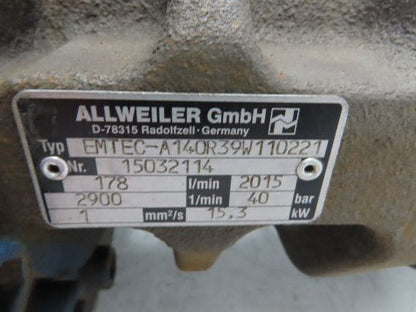 ALLWEILER GmbH
D-78315 Radolfzell · Germany
Typ EMTEC-A140R39W110221
Nr. 15032114
178 l/min 2015
2900 1/min 40 bar
1 mm²/s 15,3 kW